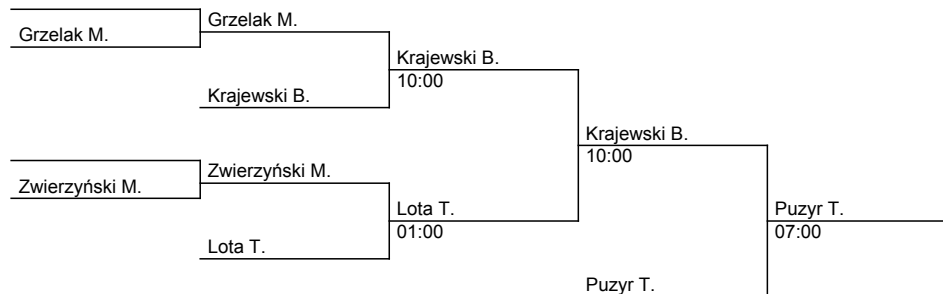 Grzelak M.
Grzelak M.
Krajewski B.
10:00
Krajewski B.
Krajewski B.
10:00
Zwierzyński M.
Zwierzyński M.
Lota T.
01:00
Lota T.
Puzyr T.
07:00
Puzyr T.